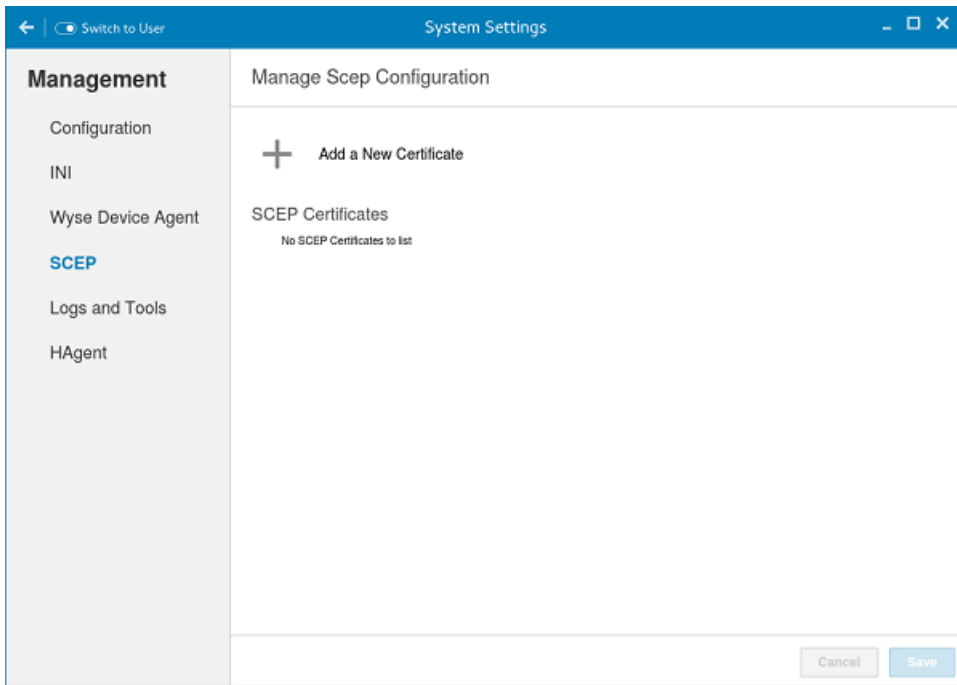 Switch to User
System Settings
Management
Configuration
INI
Wyse Device Agent
SCEP
Logs and Tools
HAgent
Manage Scep Configuration
Add a New Certificate
SCEP Certificates
No SCEP Certificates to list
Cancel
Save